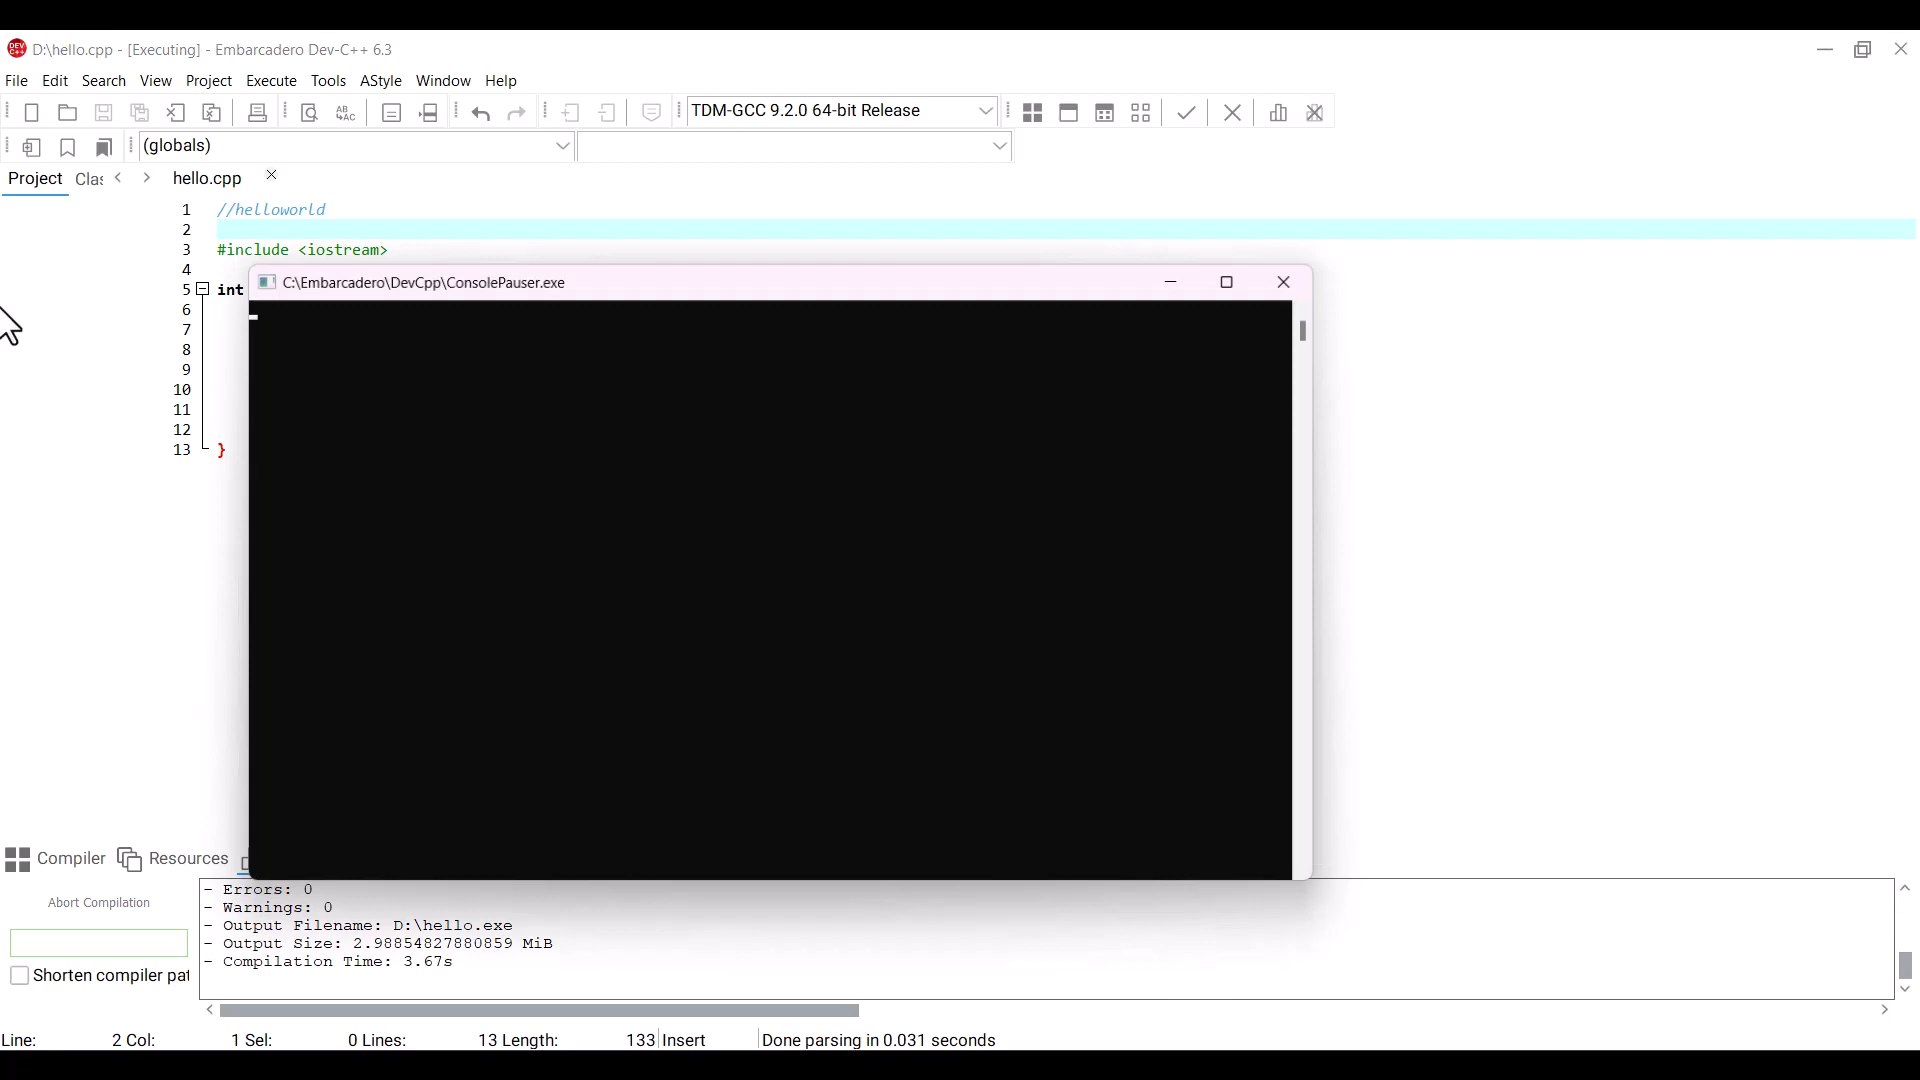 D:\hello.cpp - [Executing] - Embarcadero Dev-C++ 6.3
File Edit Search View Project Execute Tools AStyle Window Help
TDM-GCC 9.2.0 64-bit Release
(globals)
Project Clas hello.cpp
1 //helloworld
2
3 #include <iostream>
4
C:\Embarcadero\DevCpp\ConsolePauser.exe
5 int
6
7
8
9
10
11
12
13 }
Compiler Resources
Abort Compilation
Shorten compiler pat
- Errors: 0
- Warnings: 0
- Output Filename: D:\hello.exe
- Output Size: 2.98854827880859 MiB
- Compilation Time: 3.67s
Line: 2 Col: 1 Sel: 0 Lines: 13 Length: 133 Insert Done parsing in 0.031 seconds